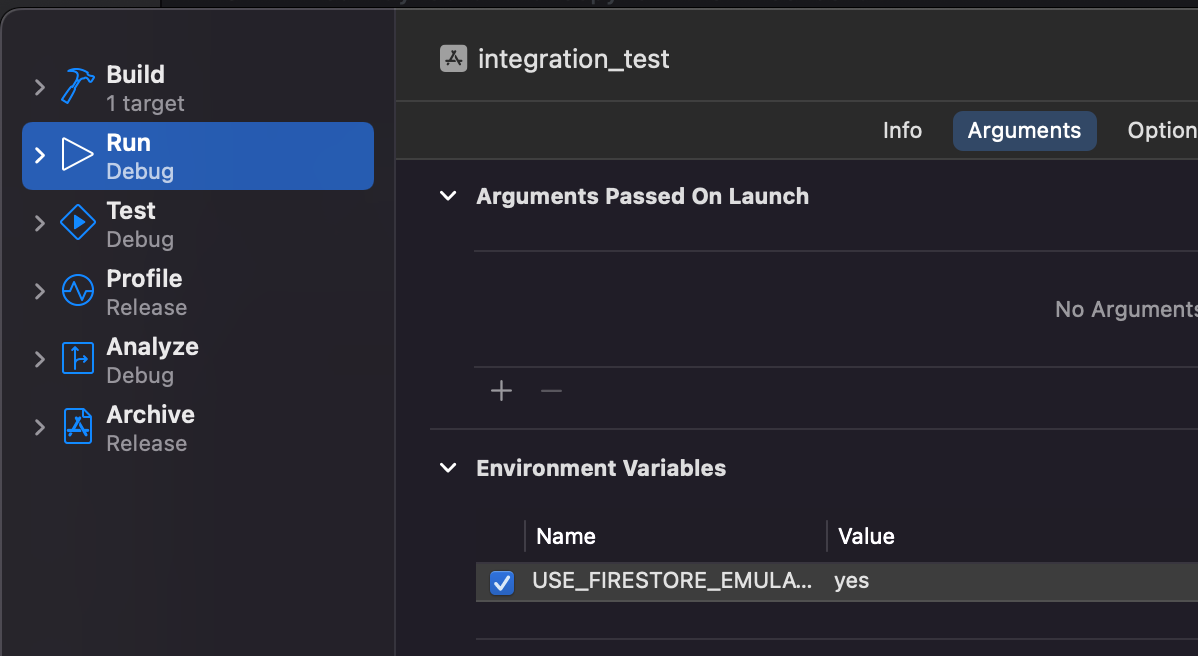 Build
1 target
Run
Debug
Test
Debug
Profile
Release
Analyze
Debug
Archive
Release
integration_test
Info Arguments Option
Arguments Passed On Launch
No Arguments
Environment Variables
Name Value
USE_FIRESTORE_EMULA... yes